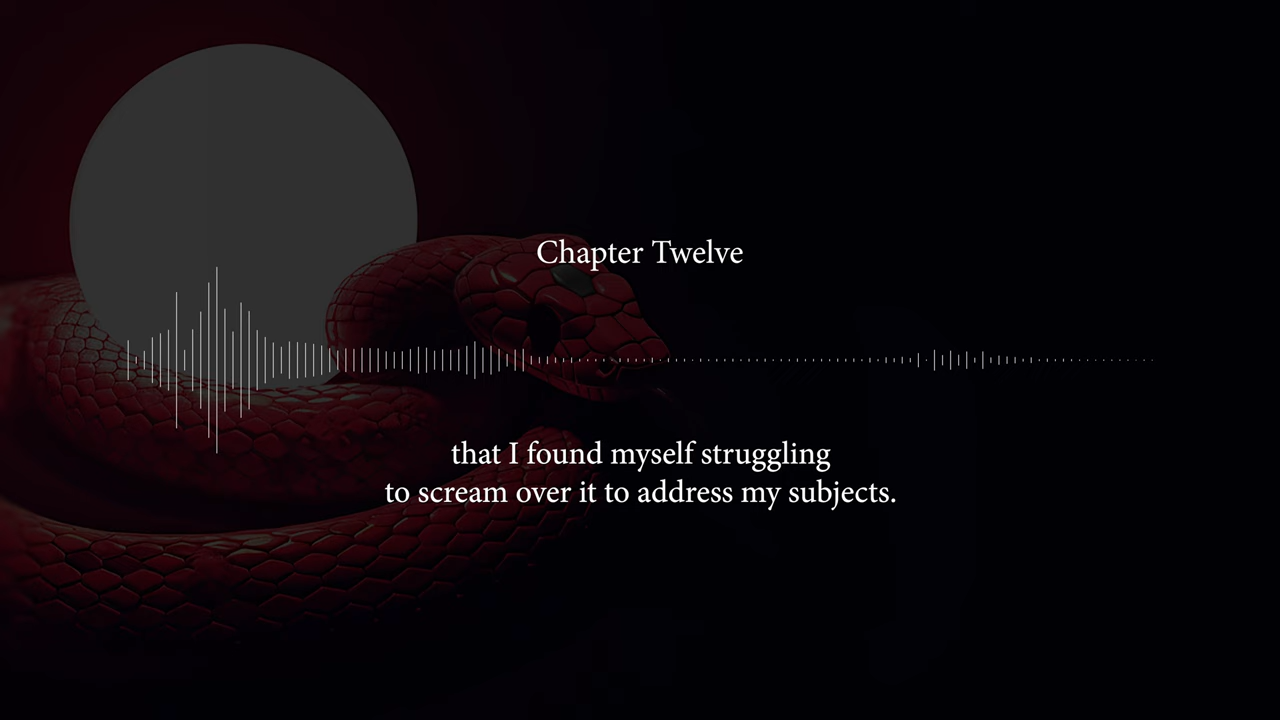 Chapter Twelve
that I found myself struggling
to scream over it to address my subjects.